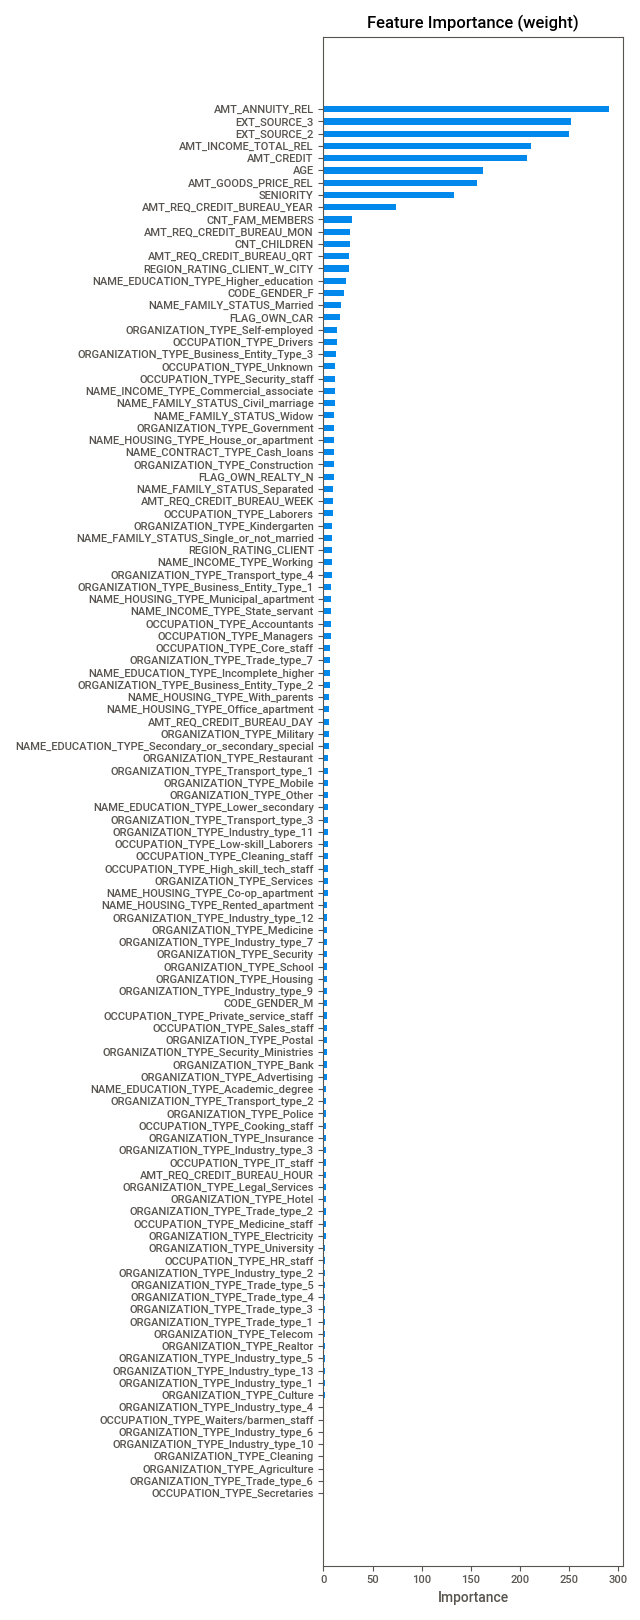 Feature Importance (weight)
AMT_ANNUITY_REL
EXT_SOURCE_3
EXT_SOURCE_2
AMT_INCOME_TOTAL_REL
AMT_CREDIT
AGE
AMT_GOODS_PRICE_REL
SENIORITY
AMT_REQ_CREDIT_BUREAU_YEAR
CNT_FAM_MEMBERS
AMT_REQ_CREDIT_BUREAU_MON
CNT_CHILDREN
AMT_REQ_CREDIT_BUREAU_QRT
REGION_RATING_CLIENT_W_CITY
NAME_EDUCATION_TYPE_Higher_education
CODE_GENDER_F
NAME_FAMILY_STATUS_Married
FLAG_OWN_CAR
ORGANIZATION_TYPE_Self-employed
OCCUPATION_TYPE_Drivers
ORGANIZATION_TYPE_Business_Entity_Type_3
OCCUPATION_TYPE_Unknown
OCCUPATION_TYPE_Security_staff
NAME_INCOME_TYPE_Commercial_associate
NAME_FAMILY_STATUS_Civil_marriage
NAME_FAMILY_STATUS_Widow
ORGANIZATION_TYPE_Government
NAME_HOUSING_TYPE_House_or_apartment
NAME_CONTRACT_TYPE_Cash_loans
ORGANIZATION_TYPE_Construction
FLAG_OWN_REALTY_N
NAME_FAMILY_STATUS_Separated
AMT_REQ_CREDIT_BUREAU_WEEK
OCCUPATION_TYPE_Laborers
ORGANIZATION_TYPE_Kindergarten
NAME_FAMILY_STATUS_Single_or_not_married
REGION_RATING_CLIENT
NAME_INCOME_TYPE_Working
ORGANIZATION_TYPE_Transport_type_4
ORGANIZATION_TYPE_Business_Entity_Type_1
NAME_HOUSING_TYPE_Municipal_apartment
NAME_INCOME_TYPE_State_servant
OCCUPATION_TYPE_Accountants
OCCUPATION_TYPE_Managers
OCCUPATION_TYPE_Core_staff
ORGANIZATION_TYPE_Trade_type_7
NAME_EDUCATION_TYPE_Incomplete_higher
ORGANIZATION_TYPE_Business_Entity_Type_2
NAME_HOUSING_TYPE_With_parents
NAME_HOUSING_TYPE_Office_apartment
AMT_REQ_CREDIT_BUREAU_DAY
ORGANIZATION_TYPE_Military
NAME_EDUCATION_TYPE_Secondary_or_secondary_special
ORGANIZATION_TYPE_Restaurant
ORGANIZATION_TYPE_Transport_type_1
ORGANIZATION_TYPE_Mobile
ORGANIZATION_TYPE_Other
NAME_EDUCATION_TYPE_Lower_secondary
ORGANIZATION_TYPE_Transport_type_3
ORGANIZATION_TYPE_Industry_type_11
OCCUPATION_TYPE_Low-skill_Laborers
OCCUPATION_TYPE_Cleaning_staff
OCCUPATION_TYPE_High_skill_tech_staff
ORGANIZATION_TYPE_Services
NAME_HOUSING_TYPE_Co-op_apartment
NAME_HOUSING_TYPE_Rented_apartment
ORGANIZATION_TYPE_Industry_type_12
ORGANIZATION_TYPE_Medicine
ORGANIZATION_TYPE_Industry_type_7
ORGANIZATION_TYPE_Security
ORGANIZATION_TYPE_School
ORGANIZATION_TYPE_Housing
ORGANIZATION_TYPE_Industry_type_9
CODE_GENDER_M
OCCUPATION_TYPE_Private_service_staff
OCCUPATION_TYPE_Sales_staff
ORGANIZATION_TYPE_Postal
ORGANIZATION_TYPE_Security_Ministries
ORGANIZATION_TYPE_Bank
ORGANIZATION_TYPE_Advertising
NAME_EDUCATION_TYPE_Academic_degree
ORGANIZATION_TYPE_Transport_type_2
ORGANIZATION_TYPE_Police
OCCUPATION_TYPE_Cooking_staff
ORGANIZATION_TYPE_Insurance
ORGANIZATION_TYPE_Industry_type_3
OCCUPATION_TYPE_IT_staff
AMT_REQ_CREDIT_BUREAU_HOUR
ORGANIZATION_TYPE_Legal_Services
ORGANIZATION_TYPE_Hotel
ORGANIZATION_TYPE_Trade_type_2
OCCUPATION_TYPE_Medicine_staff
ORGANIZATION_TYPE_Electricity
ORGANIZATION_TYPE_University
OCCUPATION_TYPE_HR_staff
ORGANIZATION_TYPE_Industry_type_2
ORGANIZATION_TYPE_Trade_type_5
ORGANIZATION_TYPE_Trade_type_4
ORGANIZATION_TYPE_Trade_type_3
ORGANIZATION_TYPE_Trade_type_1
ORGANIZATION_TYPE_Telecom
ORGANIZATION_TYPE_Realtor
ORGANIZATION_TYPE_Industry_type_5
ORGANIZATION_TYPE_Industry_type_13
ORGANIZATION_TYPE_Industry_type_1
ORGANIZATION_TYPE_Culture
ORGANIZATION_TYPE_Industry_type_4
OCCUPATION_TYPE_Waiters/barmen_staff
ORGANIZATION_TYPE_Industry_type_6
ORGANIZATION_TYPE_Industry_type_10
ORGANIZATION_TYPE_Cleaning
ORGANIZATION_TYPE_Agriculture
ORGANIZATION_TYPE_Trade_type_6
OCCUPATION_TYPE_Secretaries
0 50 100 150 200 250 300
Importance